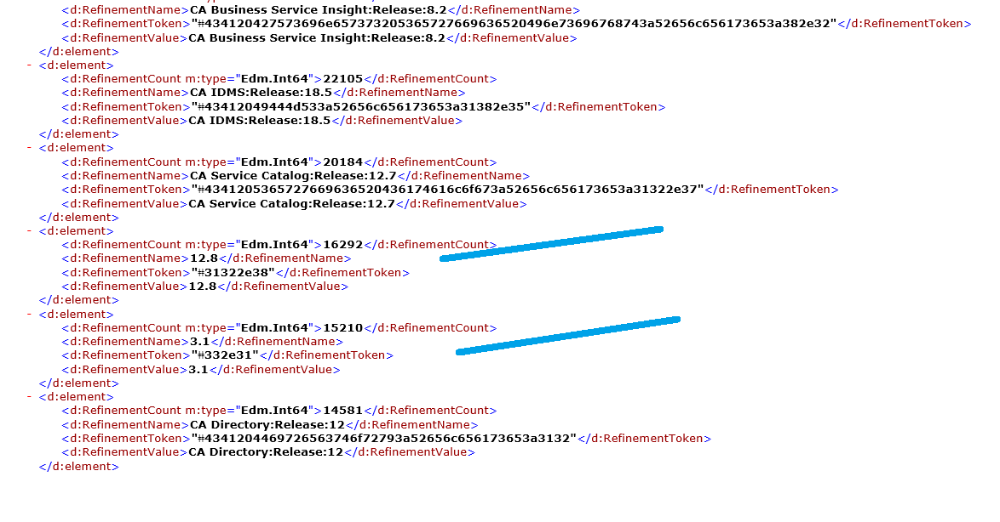 <d:RefinementName>CA Business Service Insight:Release:8.2</d:RefinementName>
<d:RefinementToken>"ǂǂ434120427573696e657373205365727669636520496e73696768743a52656c656173653a382e32"</d:RefinementToken>
<d:RefinementValue>CA Business Service Insight:Release:8.2</d:RefinementValue>
</d:element>
- <d:element>
<d:RefinementCount m:type="Edm.Int64">22105</d:RefinementCount>
<d:RefinementName>CA IDMS:Release:18.5</d:RefinementName>
<d:RefinementToken>"ǂǂ43412049444d533a52656c656173653a31382e35"</d:RefinementToken>
<d:RefinementValue>CA IDMS:Release:18.5</d:RefinementValue>
</d:element>
- <d:element>
<d:RefinementCount m:type="Edm.Int64">20184</d:RefinementCount>
<d:RefinementName>CA Service Catalog:Release:12.7</d:RefinementName>
<d:RefinementToken>"ǂǂ4341205365727669636520436174616c6f673a52656c656173653a31322e37"</d:RefinementToken>
<d:RefinementValue>CA Service Catalog:Release:12.7</d:RefinementValue>
</d:element>
- <d:element>
<d:RefinementCount m:type="Edm.Int64">16292</d:RefinementCount>
<d:RefinementName>12.8</d:RefinementName>
<d:RefinementToken>"ǂǂ31322e38"</d:RefinementToken>
<d:RefinementValue>12.8</d:RefinementValue>
</d:element>
- <d:element>
<d:RefinementCount m:type="Edm.Int64">15210</d:RefinementCount>
<d:RefinementName>3.1</d:RefinementName>
<d:RefinementToken>"ǂǂ332e31"</d:RefinementToken>
<d:RefinementValue>3.1</d:RefinementValue>
</d:element>
- <d:element>
<d:RefinementCount m:type="Edm.Int64">14581</d:RefinementCount>
<d:RefinementName>CA Directory:Release:12</d:RefinementName>
<d:RefinementToken>"ǂǂ4341204469726563746f72793a52656c656173653a3132"</d:RefinementToken>
<d:RefinementValue>CA Directory:Release:12</d:RefinementValue>
</d:element>